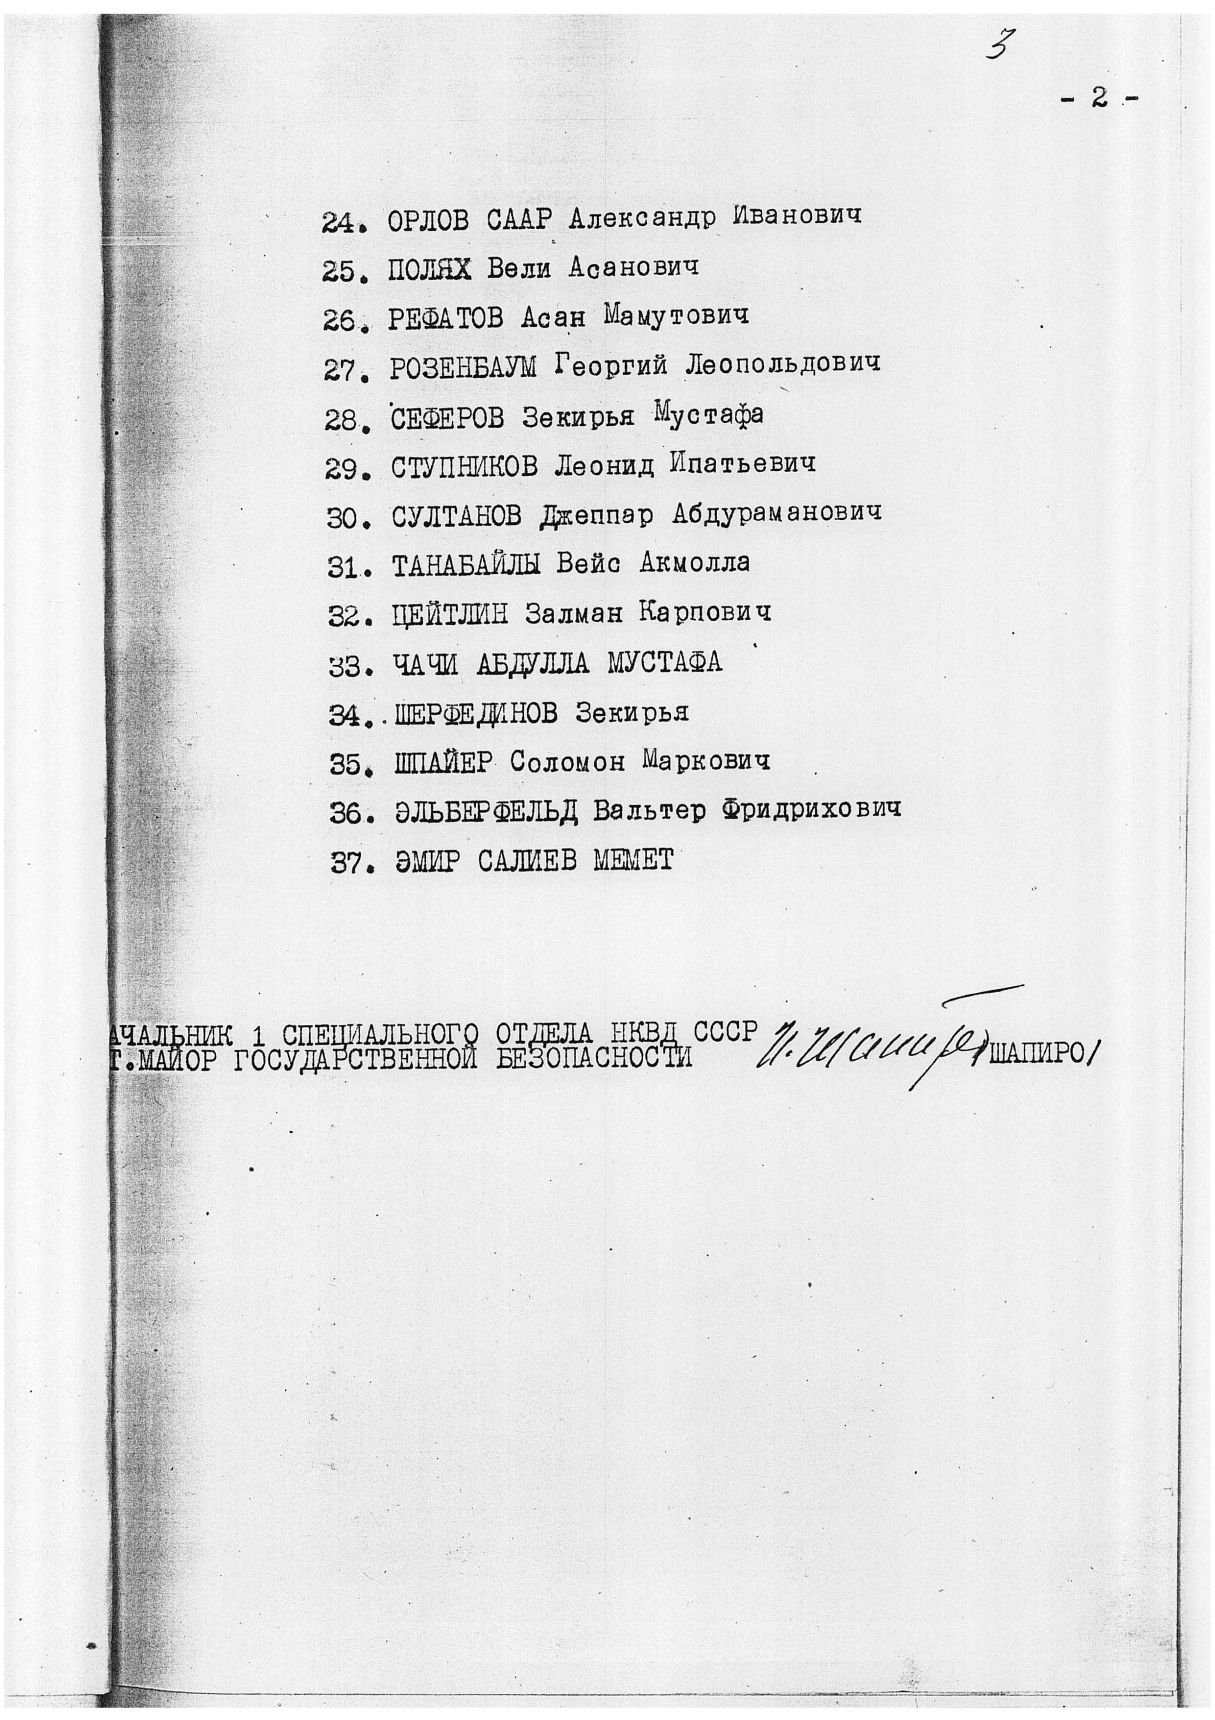 3
- 2 -
24. ОРЛОВ СААР Александр Иванович
25. ПОЛЯХ Вели Асанович
26. РЕФАТОВ Асан Мамутович
27. РОЗЕНБАУМ Георгий Леопольдович
28. СЕФЕРОВ Зекирья Мустафа
29. СТУПНИКОВ Леонид Ипатьевич
30. СУЛТАНОВ Джеппар Абдураманович
31. ТАНАБАЙЛЫ Вейс Акмолла
32. ЦЕЙТЛИН Залман Карпович
33. ЧАЧИ АБДУЛЛА МУСТАФА
34. ШЕРФЕДИНОВ Зекирья
35. ШПАЙЕР Соломон Маркович
36. ЭЛЬБЕРФЕЛЬД Вальтер Фридрихович
37. ЭМИР САЛИЕВ МЕМЕТ
АЧАЛЬНИК 1 СПЕЦИАЛЬНОГО ОТДЕЛА НКВД СССР
Т.МАЙОР ГОСУДАРСТВЕННОЙ БЕЗОПАСНОСТИ И. Шапиро /ШАПИРО/